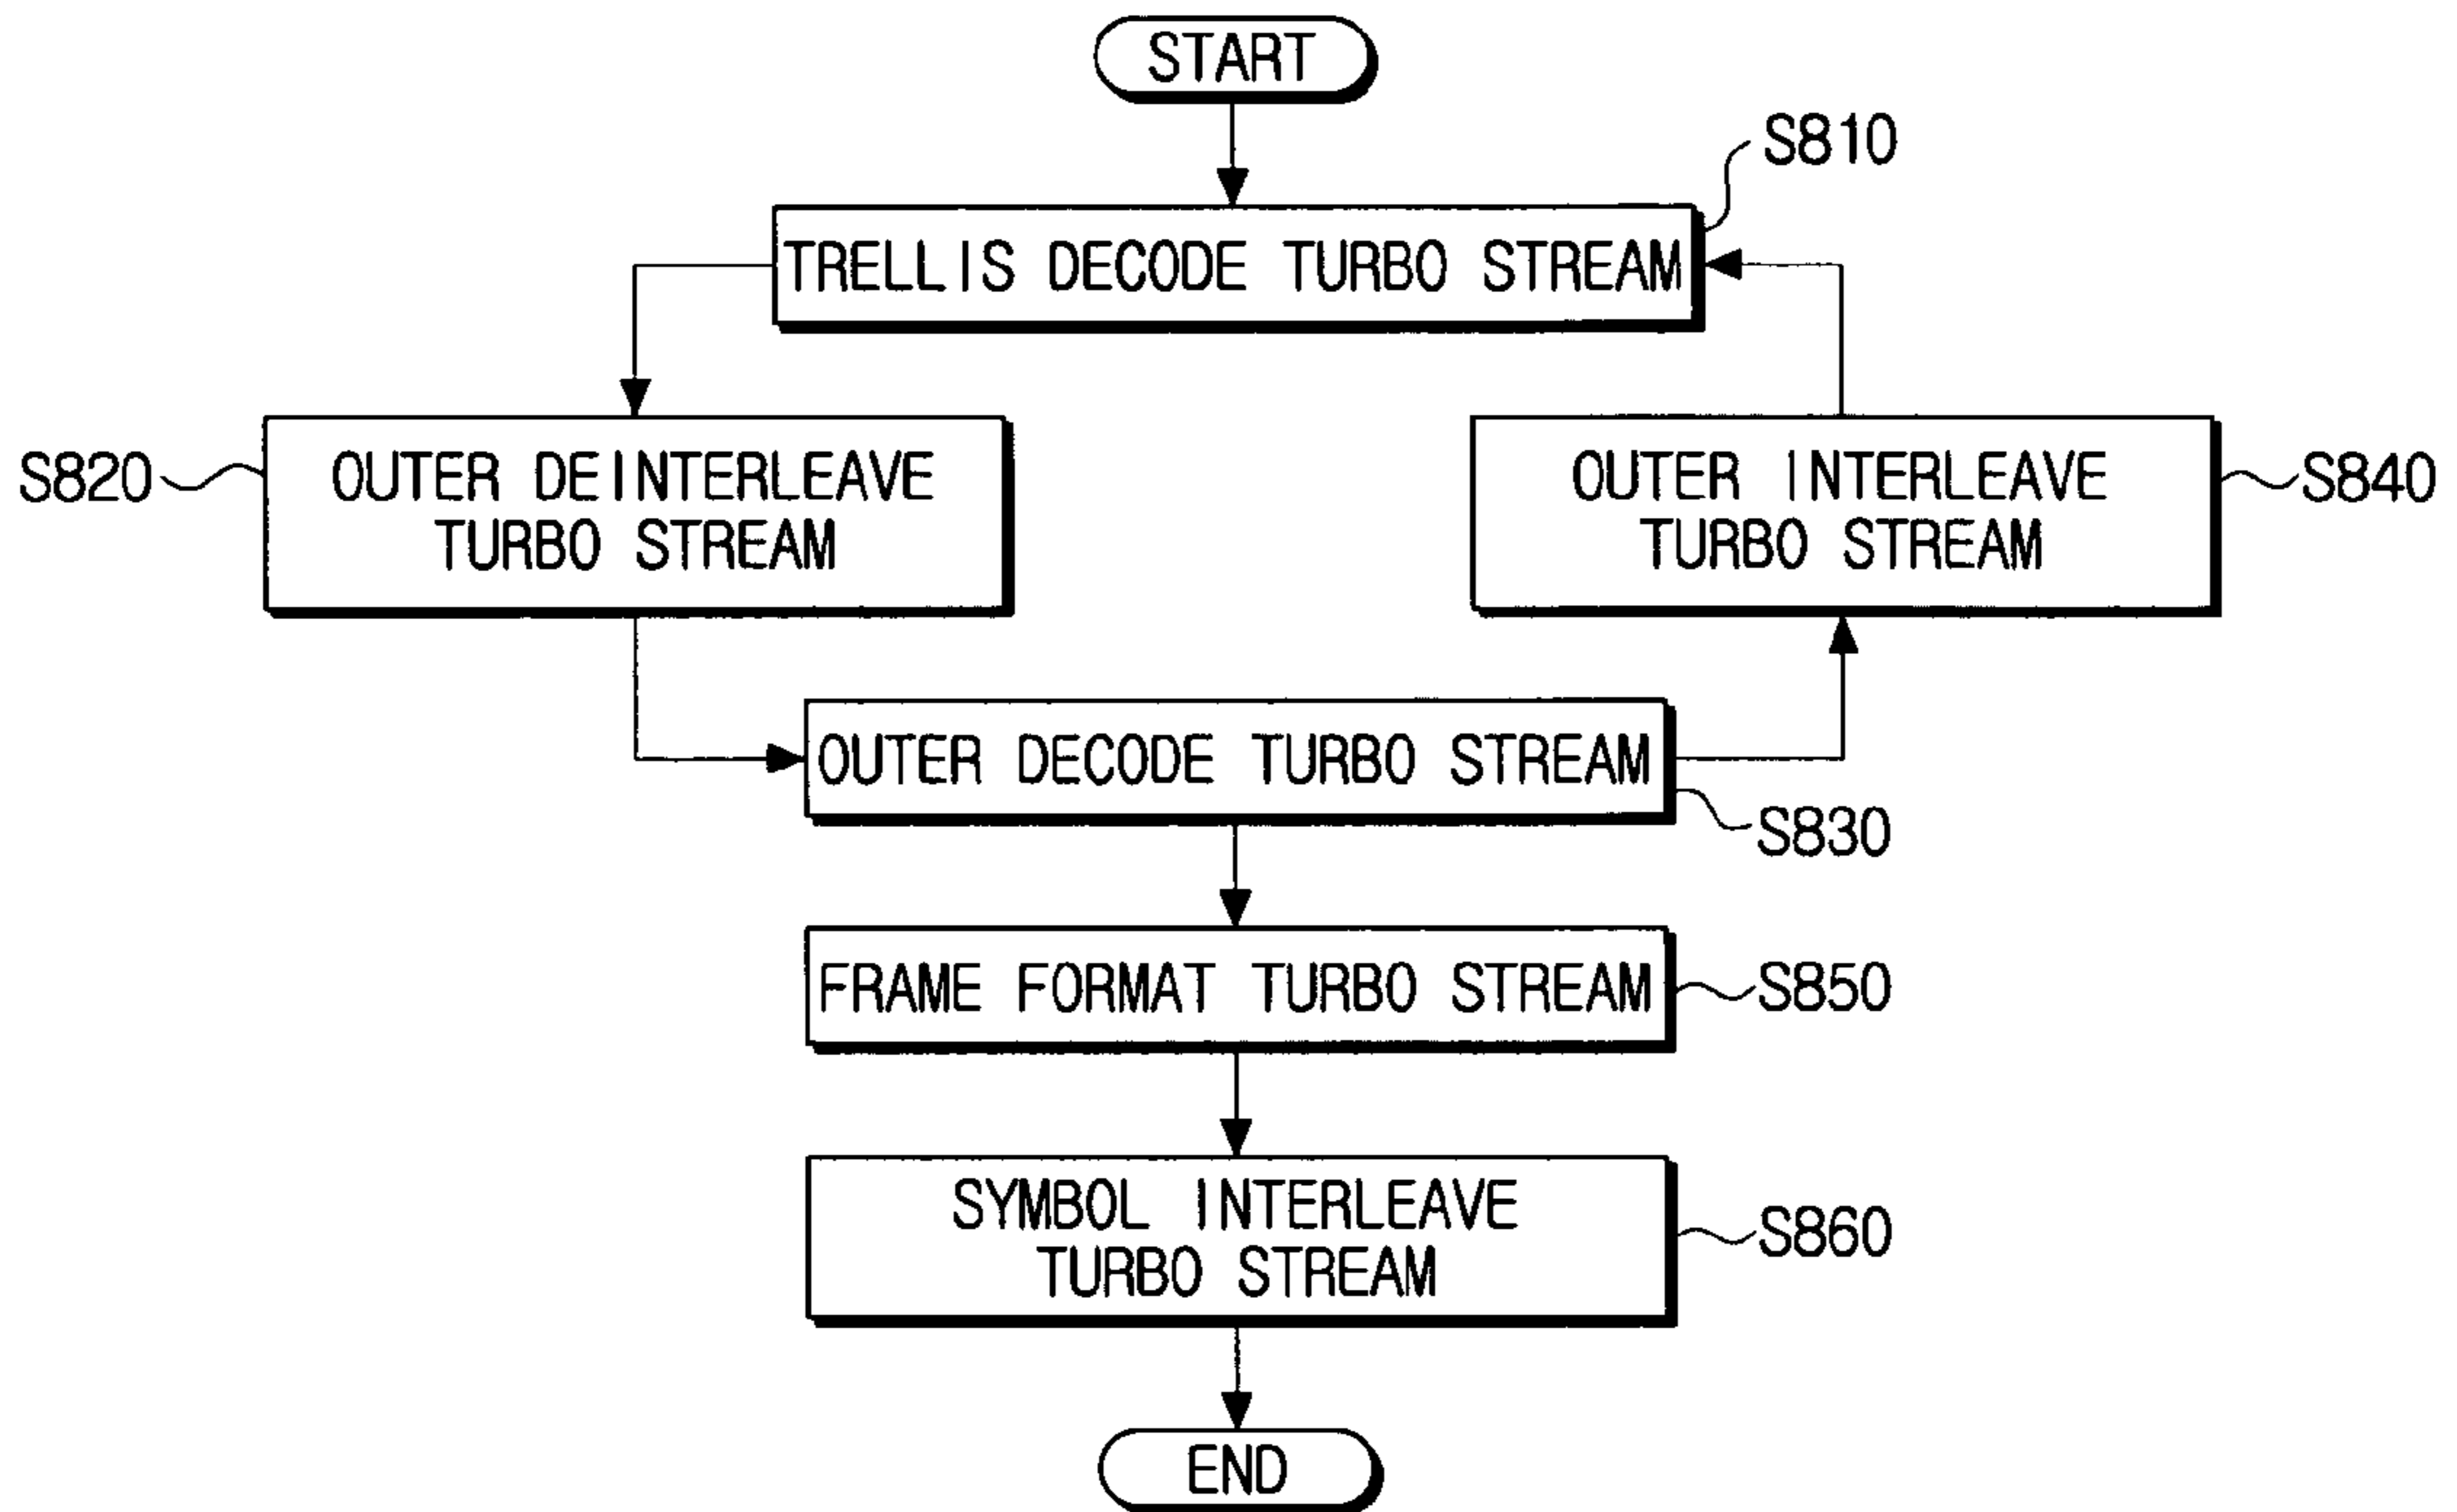 START
S810
TRELLIS DECODE TURBO STREAM
S820
OUTER DEINTERLEAVE
TURBO STREAM
OUTER INTERLEAVE
TURBO STREAM
S840
OUTER DECODE TURBO STREAM
S830
FRAME FORMAT TURBO STREAM
S850
SYMBOL INTERLEAVE
TURBO STREAM
S860
END